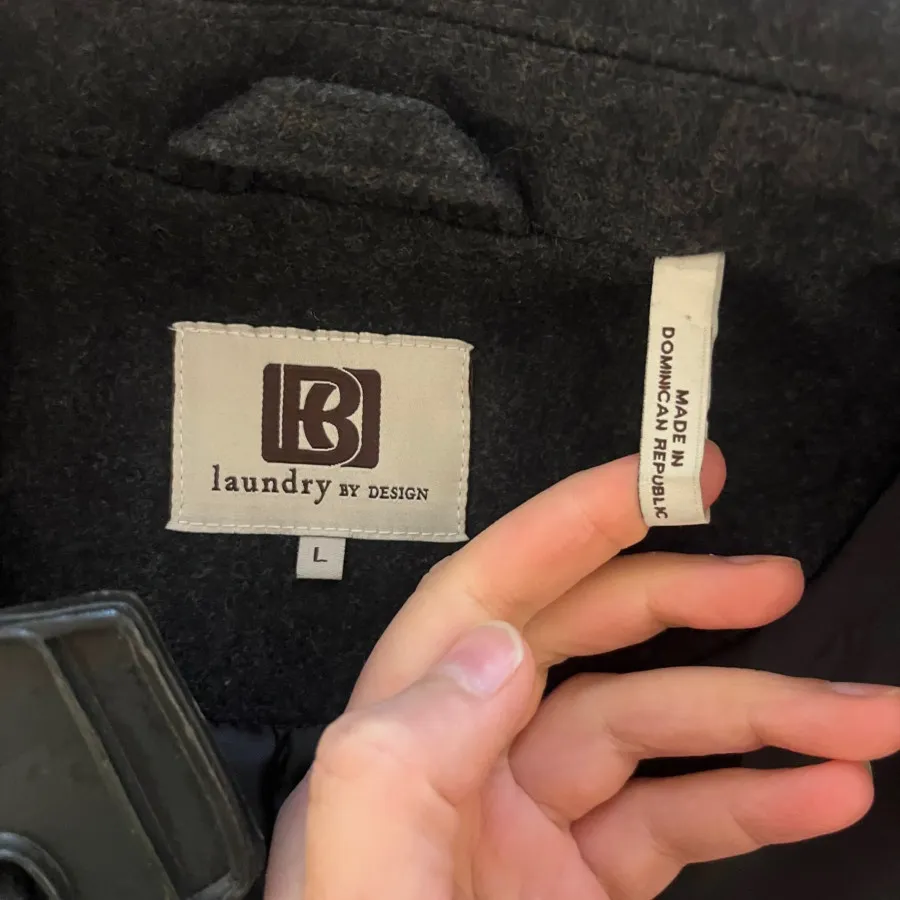 B
laundry BY DESIGN
L
MADE IN
DOMINICAN REPUBLIC